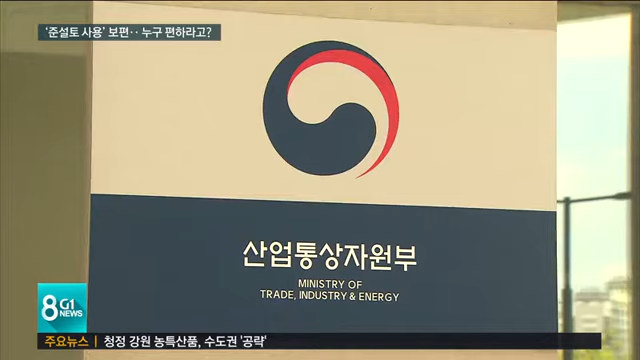 '준설토 사용' 보편‥ 누구 편하라고?
산업통상자원부
MINISTRY OF
TRADE, INDUSTRY & ENERGY
8 G1
NEWS
주요뉴스 청정 강원 농특산품, 수도권 '공략'